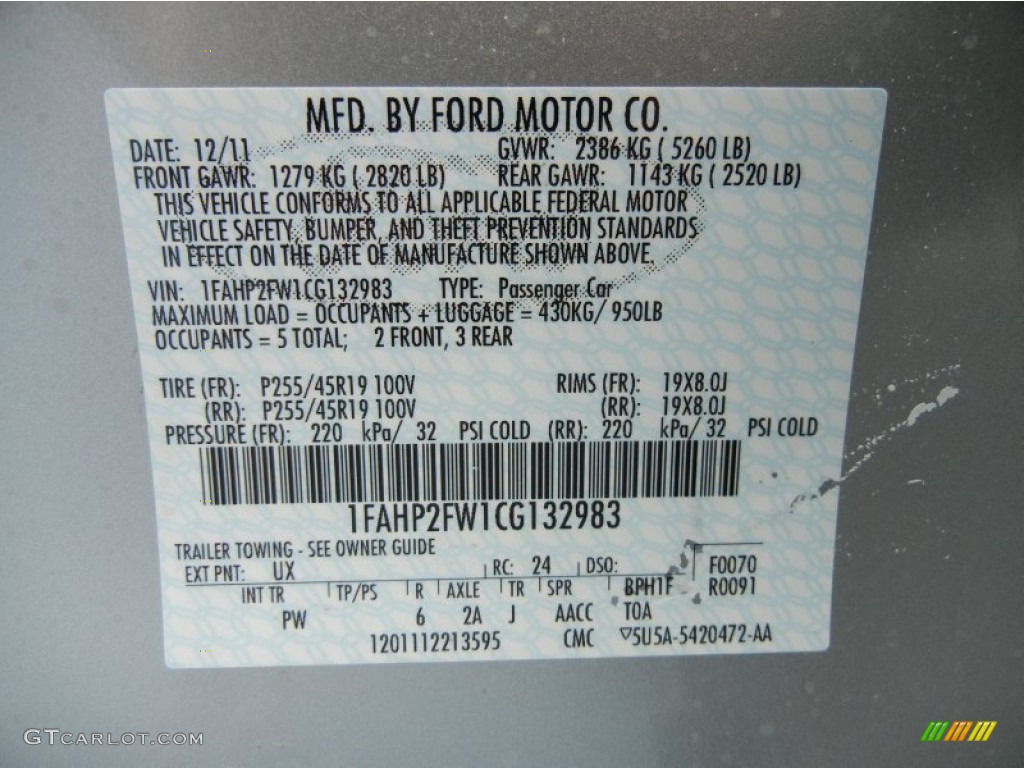 MFD. BY FORD MOTOR CO.
DATE: 12/11 GVWR: 2386 KG ( 5260 LB)
FRONT GAWR: 1279 KG ( 2820 LB) REAR GAWR: 1143 KG ( 2520 LB)
THIS VEHICLE CONFORMS TO ALL APPLICABLE FEDERAL MOTOR
VEHICLE SAFETY, BUMPER, AND THEFT PREVENTION STANDARDS
IN EFFECT ON THE DATE OF MANUFACTURE SHOWN ABOVE.
VIN: 1FAHP2FW1CG132983 TYPE: Passenger Car
MAXIMUM LOAD = OCCUPANTS + LUGGAGE = 430KG/ 950LB
OCCUPANTS = 5 TOTAL; 2 FRONT, 3 REAR
TIRE (FR): P255/45R19 100V RIMS (FR): 19X8.0J
(RR): P255/45R19 100V (RR): 19X8.0J
PRESSURE (FR): 220 kPa/ 32 PSI COLD (RR): 220 kPa/ 32 PSI COLD
1FAHP2FW1CG132983
TRAILER TOWING - SEE OWNER GUIDE
EXT PNT: UX RC: 24 DSO: F0070
INT TR TP/PS R AXLE TR SPR BPH1F R0091
PW 6 2A J AACC TOA
1201112213595 CMC ▽5U5A-5420472-AA
GTCARLOT.COM